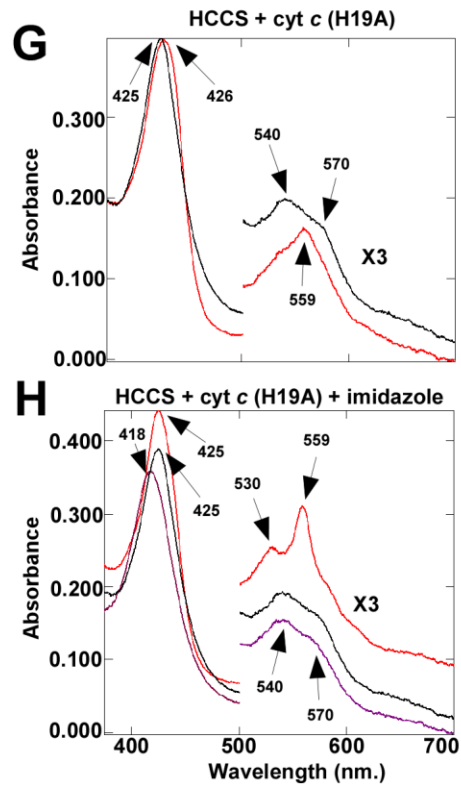 G
HCCS + cyt c (H19A)
425
426
540
570
559
X3
0.300
0.200
0.100
0.000
Absorbance
H
HCCS + cyt c (H19A) + imidazole
418
425
425
530
559
540
570
X3
0.400
0.300
0.200
0.100
0.000
Absorbance
400
500
600
700
Wavelength (nm.)